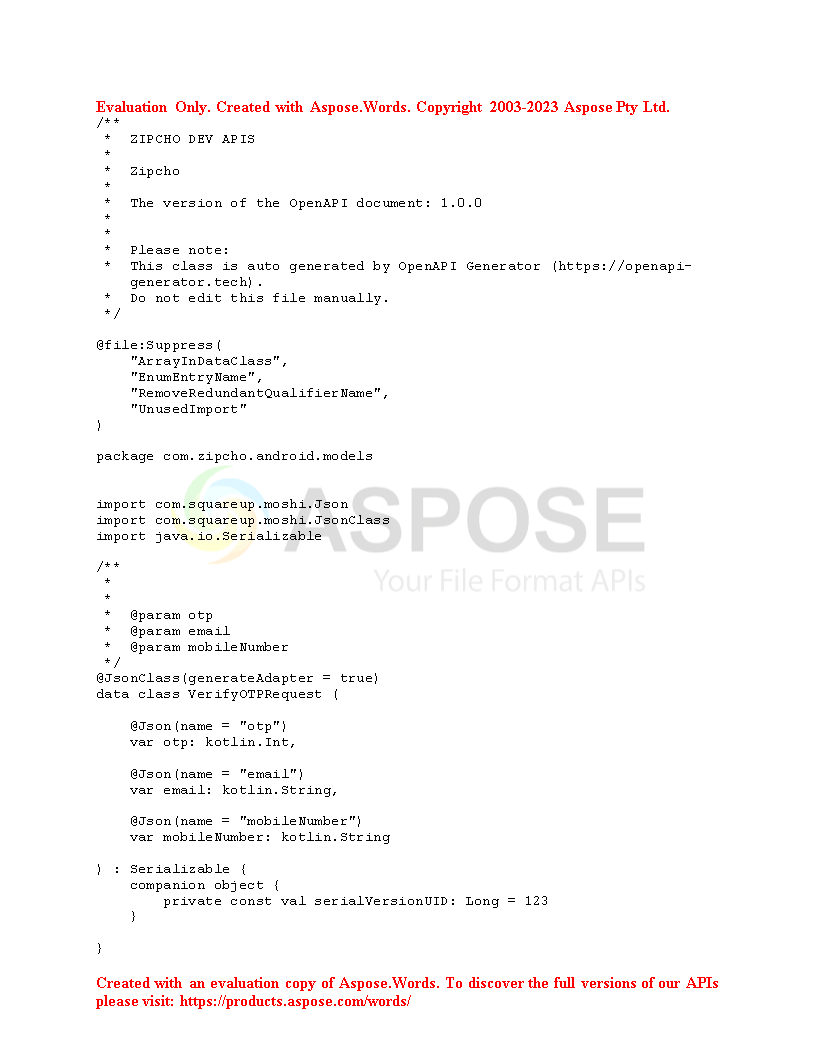 Evaluation Only. Created with Aspose.Words. Copyright 2003-2023 Aspose Pty Ltd.
/**
 *  ZIPCHO DEV APIS
 *
 *  Zipcho
 *
 *  The version of the OpenAPI document: 1.0.0
 *
 *
 *  Please note:
 *  This class is auto generated by OpenAPI Generator (https://openapi-
    generator.tech).
 *  Do not edit this file manually.
 */

@file:Suppress(
    "ArrayInDataClass",
    "EnumEntryName",
    "RemoveRedundantQualifierName",
    "UnusedImport"
)

package com.zipcho.android.models

import com.squareup.moshi.Json
import com.squareup.moshi.JsonClass
import java.io.Serializable
ASPOSE
Your File Format APIs

/**
 *
 *
 *  @param otp
 *  @param email
 *  @param mobileNumber
 */
@JsonClass(generateAdapter = true)
data class VerifyOTPRequest (

    @Json(name = "otp")
    var otp: kotlin.Int,

    @Json(name = "email")
    var email: kotlin.String,

    @Json(name = "mobileNumber")
    var mobileNumber: kotlin.String

) : Serializable {
    companion object {
        private const val serialVersionUID: Long = 123
    }

}

Created with an evaluation copy of Aspose.Words. To discover the full versions of our APIs
please visit: https://products.aspose.com/words/